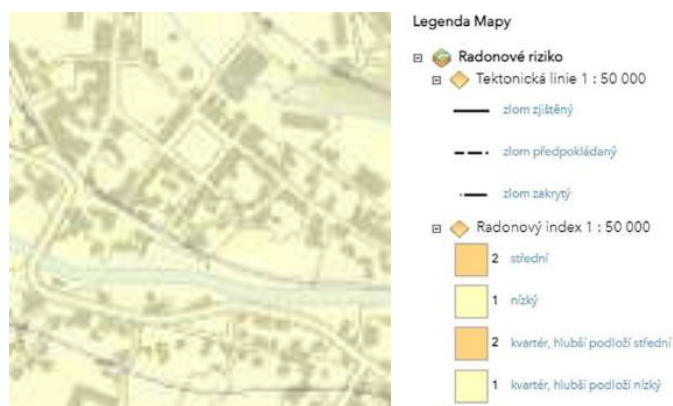 Legenda Mapy
Radonové riziko
Tektonická linie 1 : 50 000
zlom zjištěný
zlom předpokládaný
zlom zakrytý
Radonový index 1 : 50 000
2 střední
1 nízký
2 kvartér, hlubší podloží střední
1 kvartér, hlubší podloží nízký